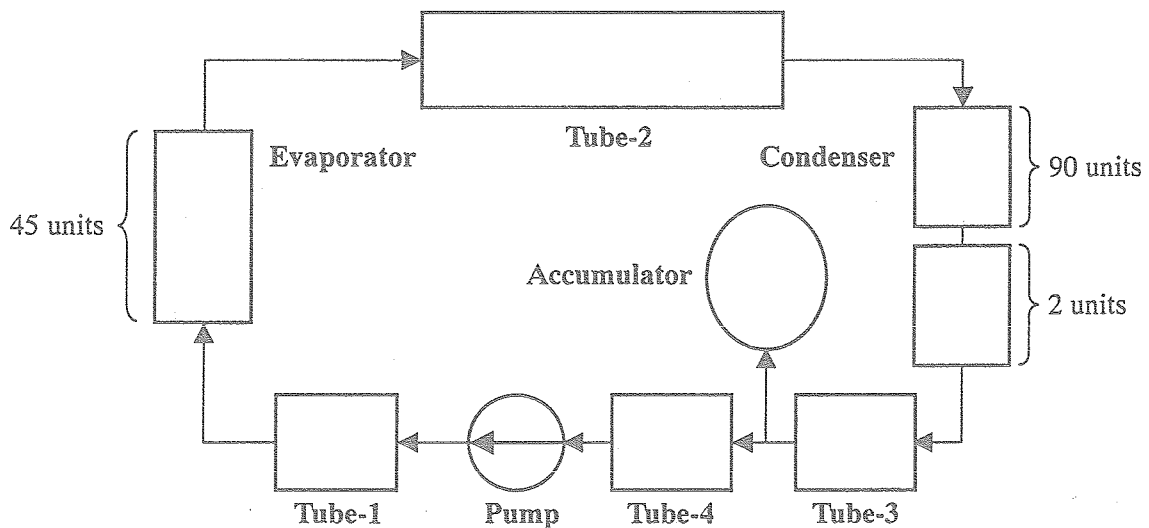 Tube-2
Evaporator
Condenser
90 units
45 units
Accumulator
2 units
Tube-1
Pump
Tube-4
Tube-3